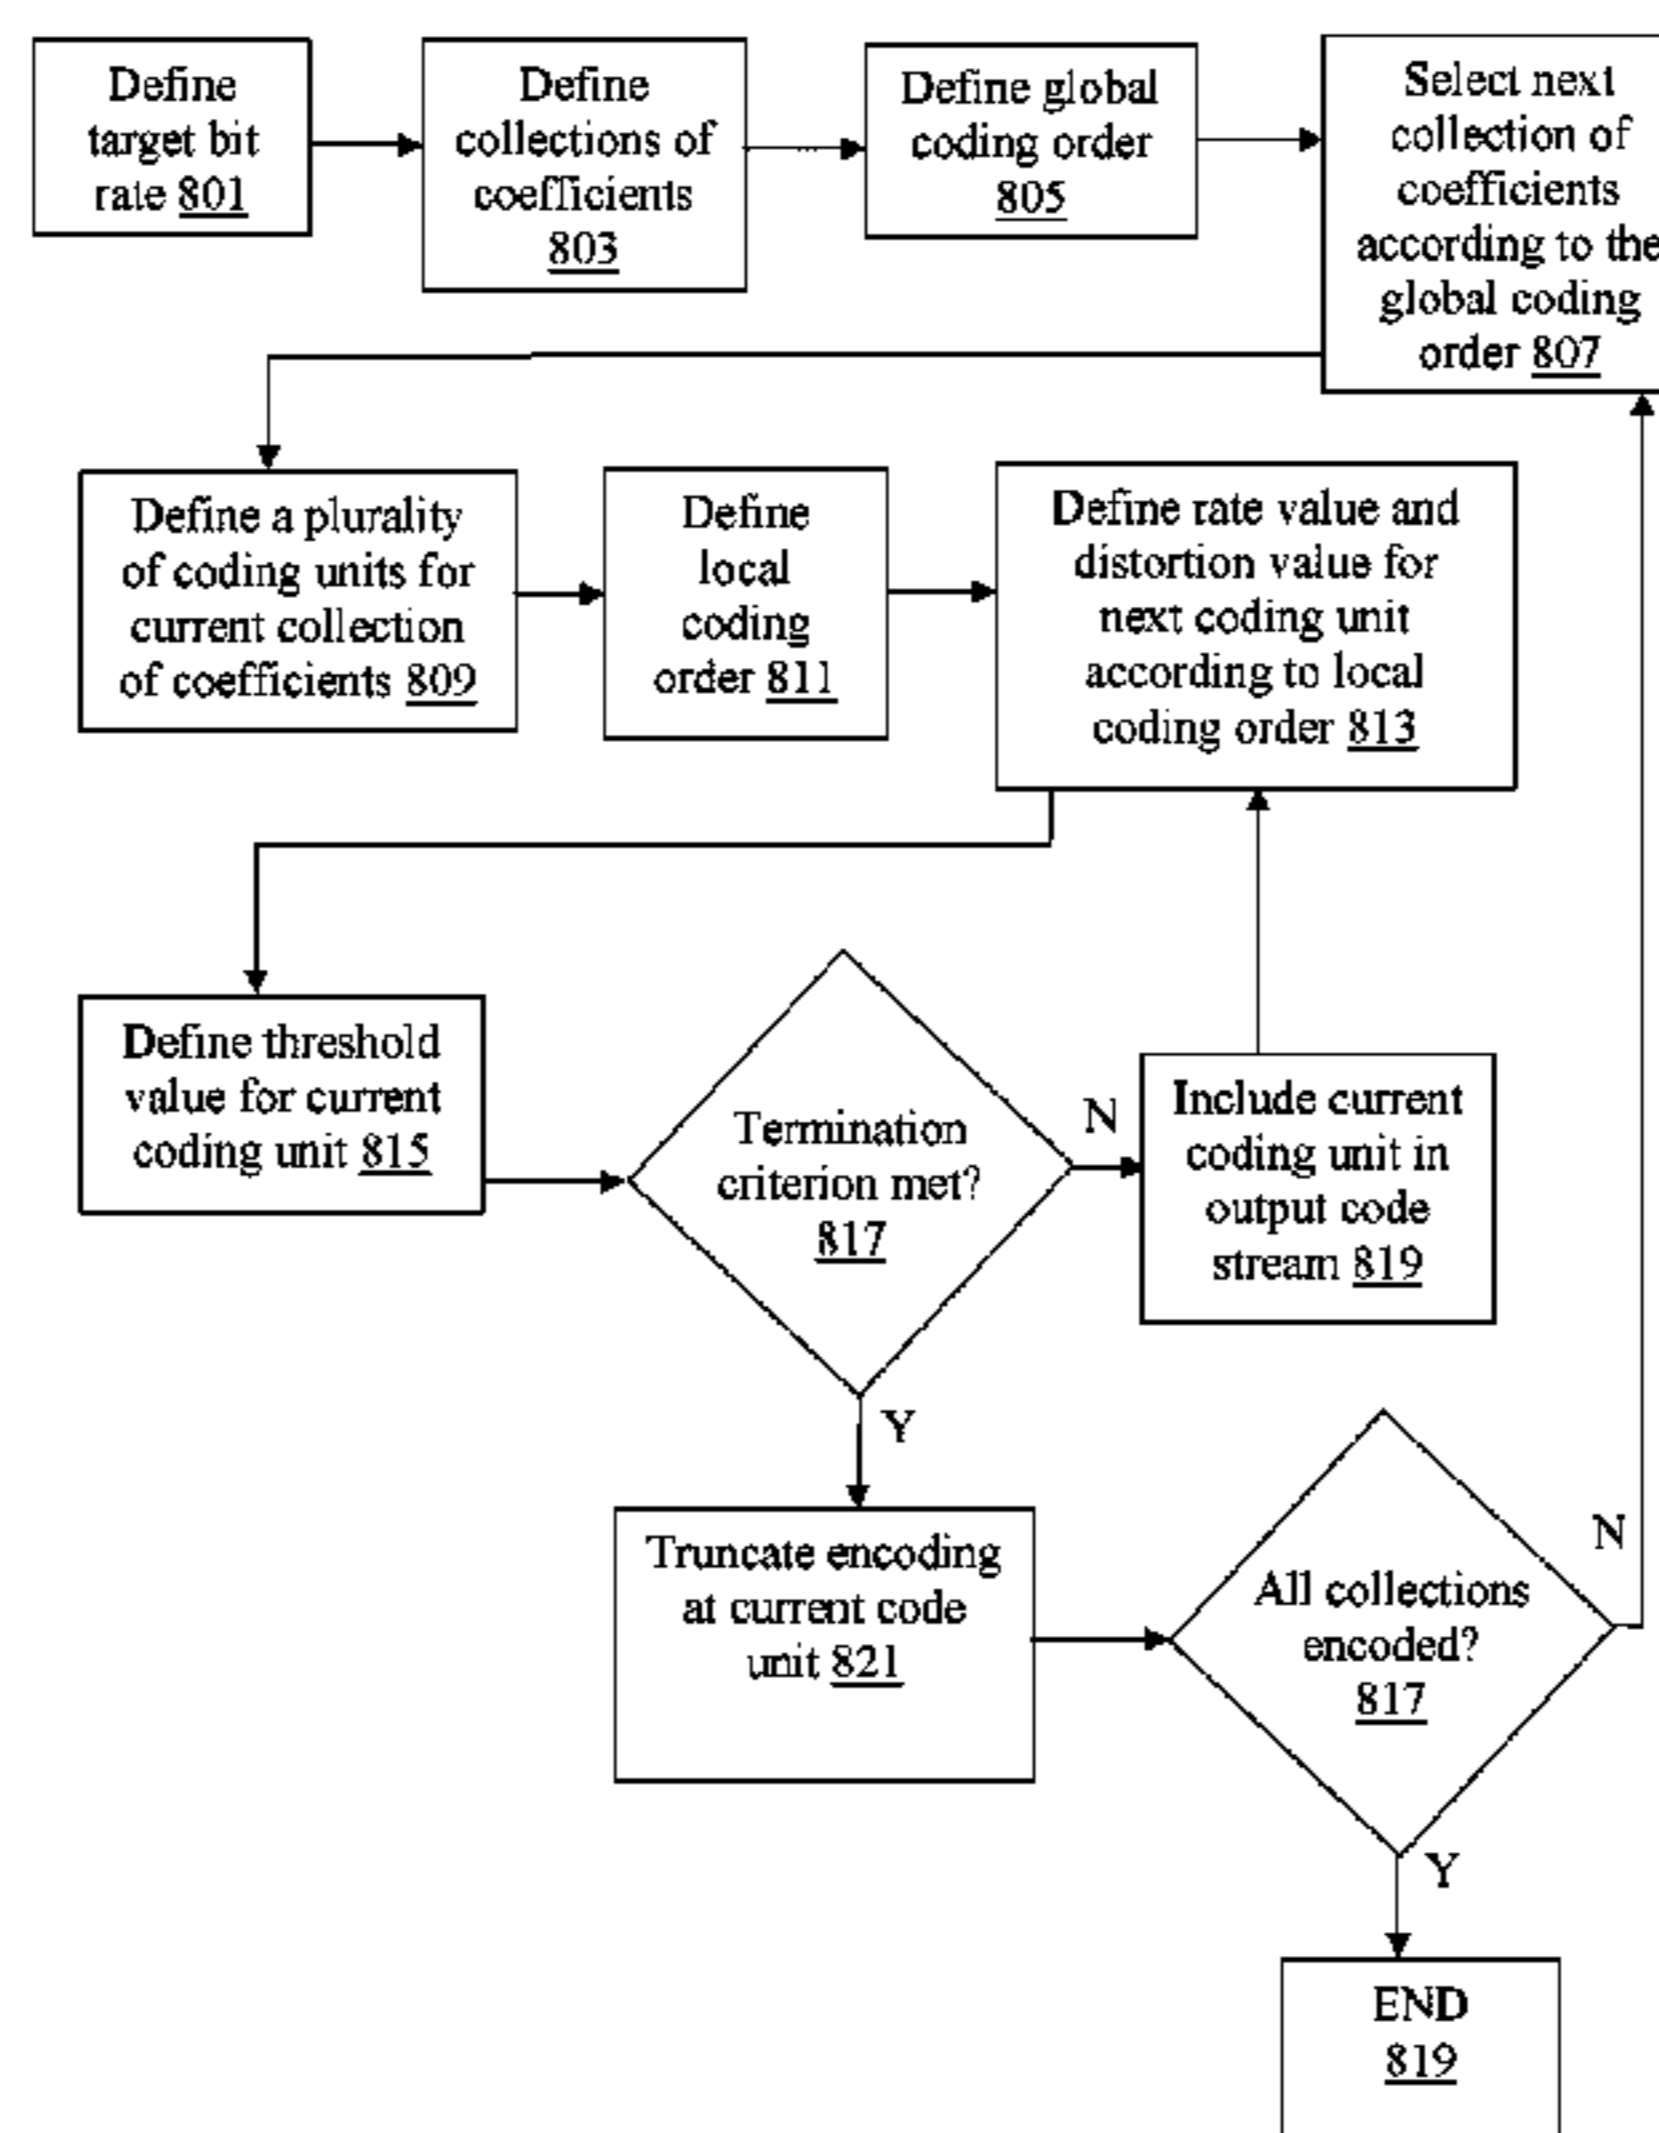 Define
target bit
rate 801
Define
collections of
coefficients
803
Define global
coding order
805
Select next
collection of
coefficients
according to the
global coding
order 807
Define a plurality
of coding units for
current collection
of coefficients 809
Define
local
coding
order 811
Define rate value and
distortion value for
next coding unit
according to local
coding order 813
Define threshold
value for current
coding unit 815
Termination
criterion met?
817
N
Include current
coding unit in
output code
stream 819
Y
Truncate encoding
at current code
unit 821
All collections
encoded?
817
N
Y
END
819